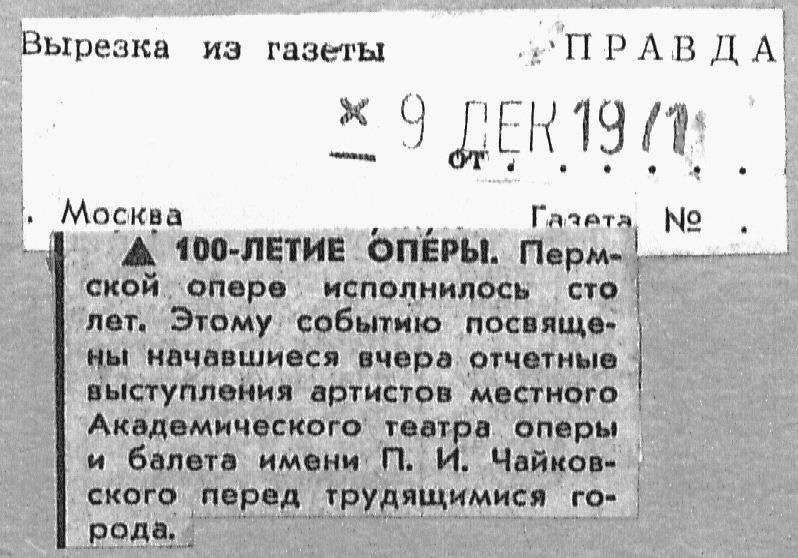 Вырезка из газеты ПРАВДА
9 ДЕК 1971
от . . . . . .
. Москва Газета № .
▲ 100-ЛЕТИЕ ОПЕРЫ. Перм-
ской опере исполнилось сто
лет. Этому событию посвяще-
ны начавшиеся вчера отчетные
выступления артистов местного
Академического театра оперы
и балета имени П. И. Чайков-
ского перед трудящимися го-
рода.